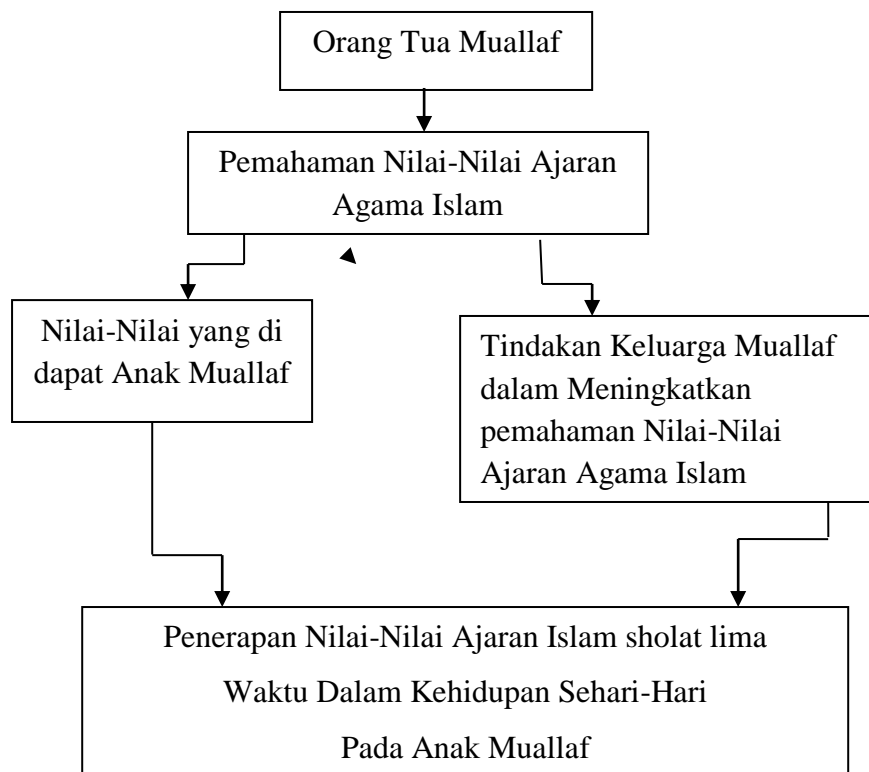 Orang Tua Muallaf
Pemahaman Nilai-Nilai Ajaran
Agama Islam
Nilai-Nilai yang di
dapat Anak Muallaf
Tindakan Keluarga Muallaf
dalam Meningkatkan
pemahaman Nilai-Nilai
Ajaran Agama Islam
Penerapan Nilai-Nilai Ajaran Islam sholat lima
Waktu Dalam Kehidupan Sehari-Hari
Pada Anak Muallaf